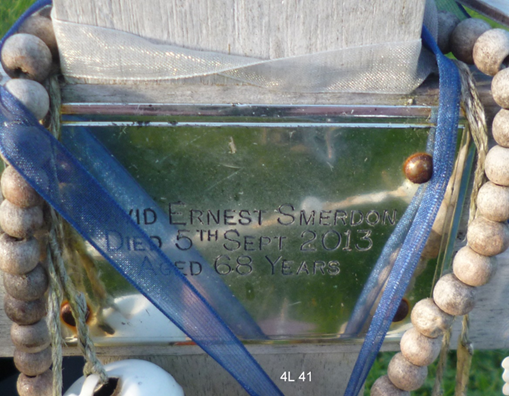 ERNEST SMERDON
DIED 5TH SEPT 2013
AGED 68 YEARS
4L 41